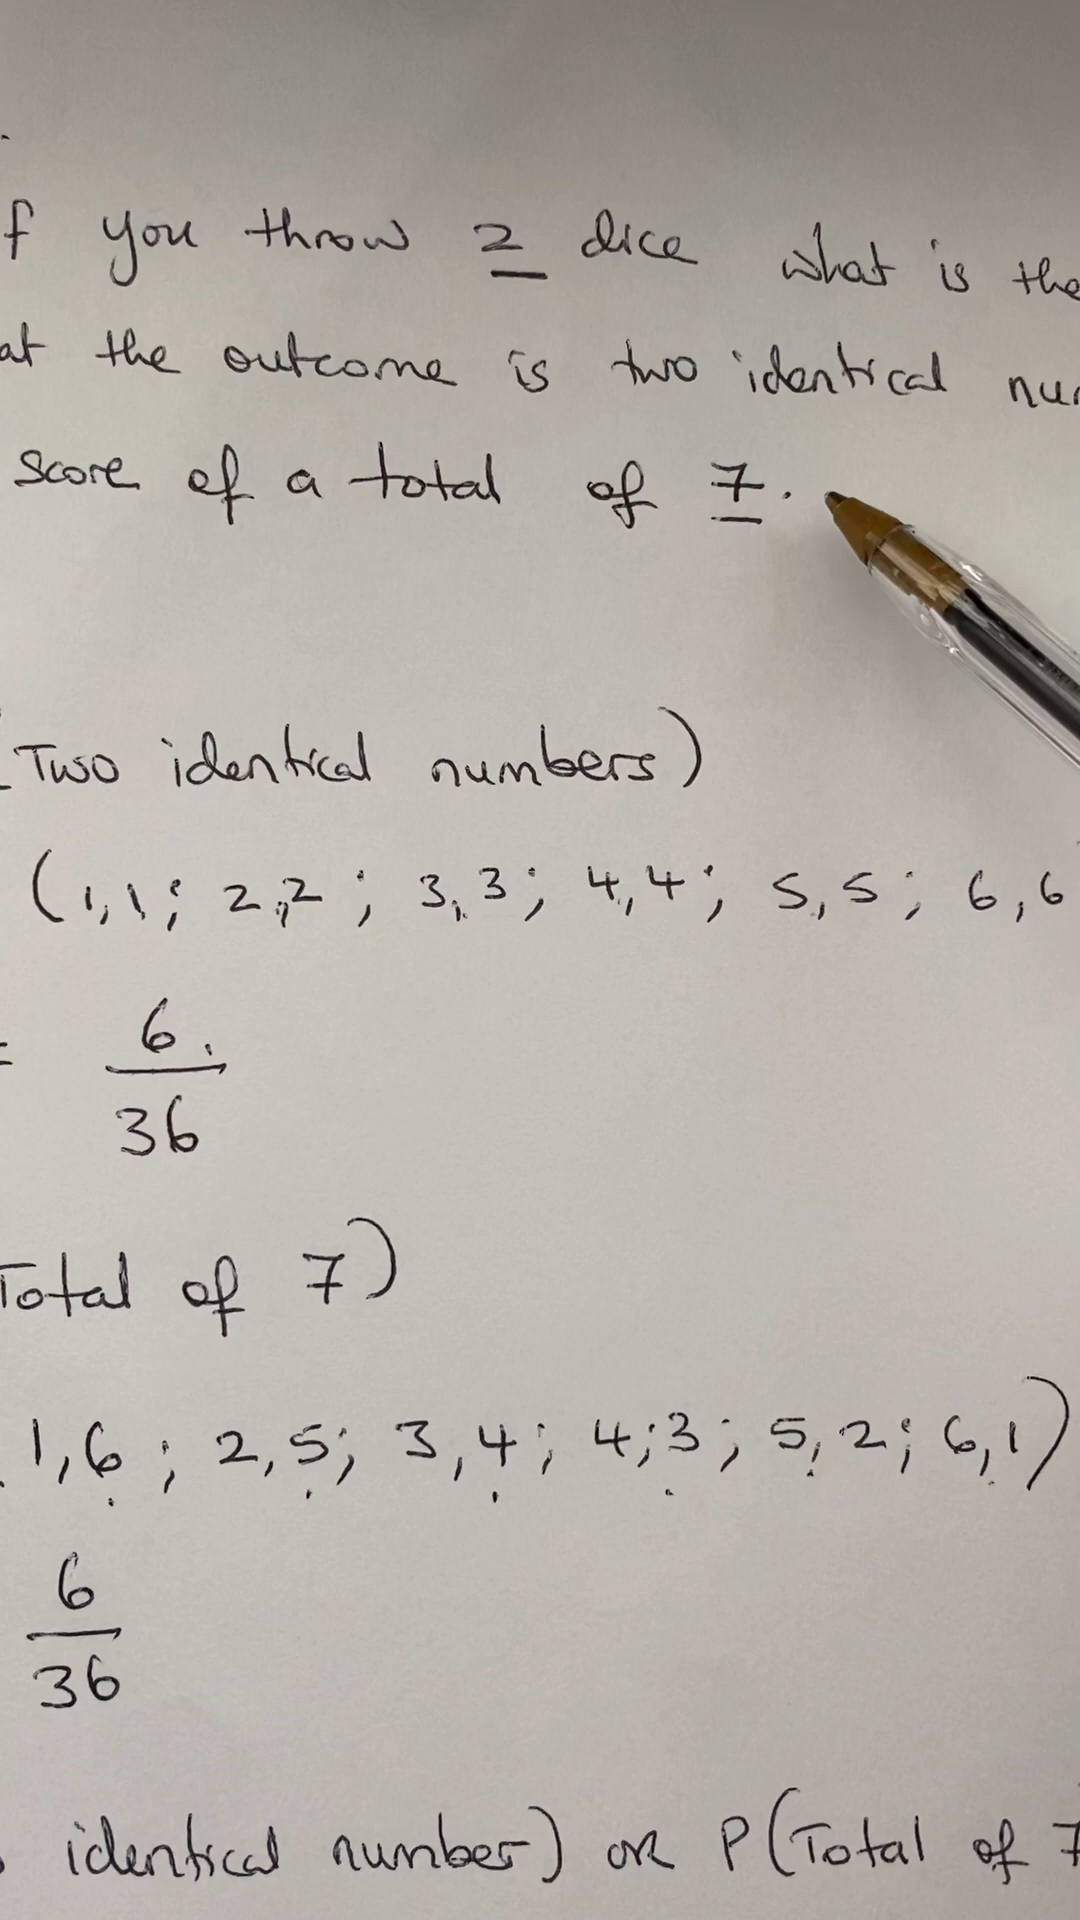 f you throw 2 dice what is the
at the outcome is two identical nu
score of a total of 7.
Two identical numbers)
(1,1; 2,2; 3,3; 4,4; 5,5; 6,6
= 6
36
Total of 7)
1,6; 2,5; 3,4; 4;3; 5,2; 6,1)
6
36
identical number) or P(Total of 7